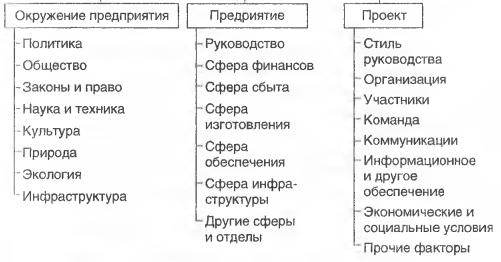 Окружение предприятия
Политика
Общество
Законы и право
Наука и техника
Культура
Природа
Экология
Инфраструктура
Предриятие
Руководство
Сфера финансов
Сфера сбыта
Сфера
изготовления
Сфера
обеспечения
Сфера инфра-
структуры
Другие сферы
и отделы
Проект
Стиль
руководства
Организация
Участники
Команда
Коммуникации
Информационное
и другое
обеспечение
Экономические и
социальные условия
Прочие факторы